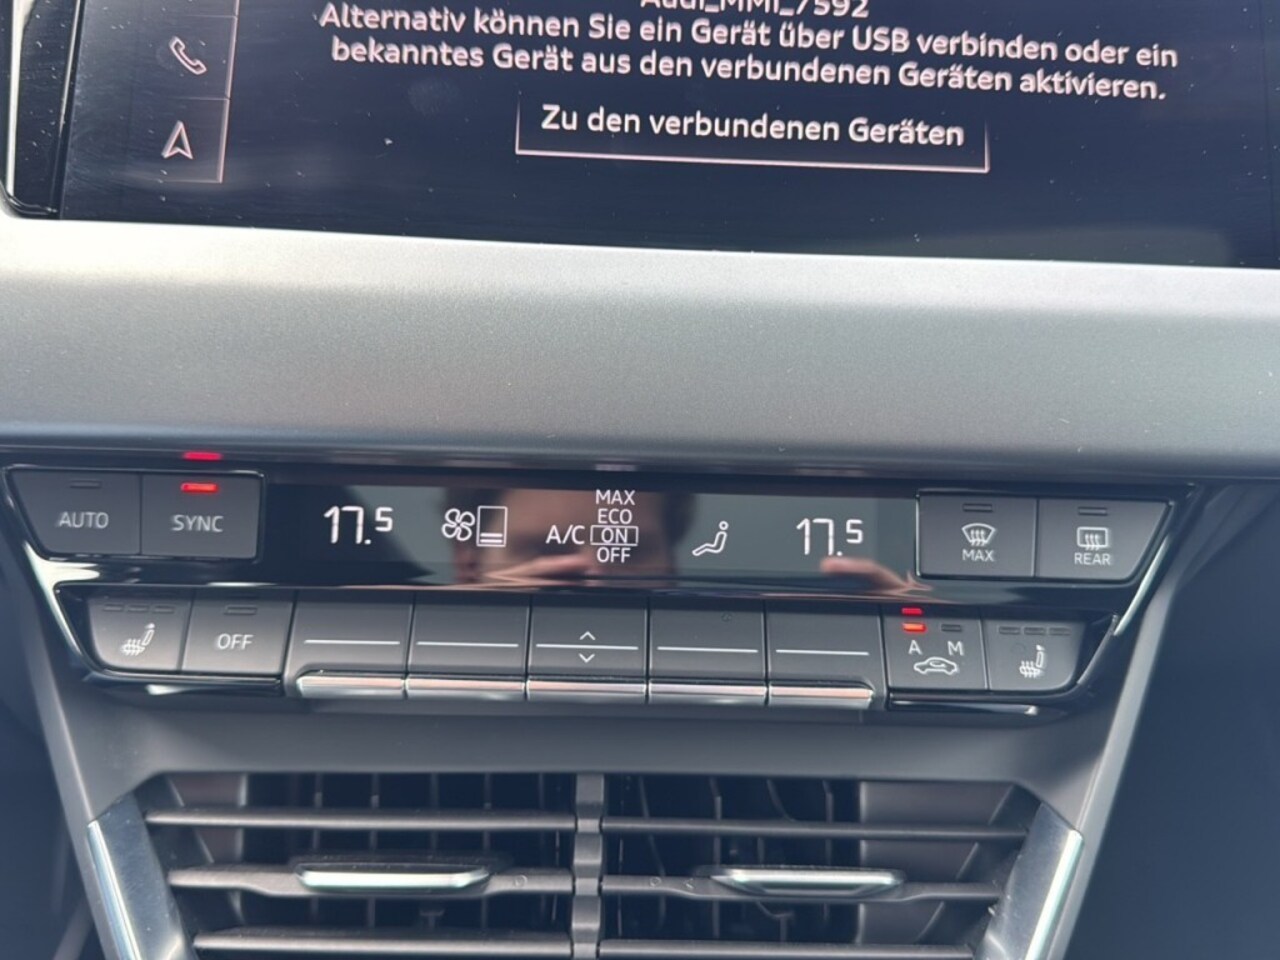 Audi_MMI_7592
Alternativ können Sie ein Gerät über USB verbinden oder ein
bekanntes Gerät aus den verbundenen Geräten aktivieren.
Zu den verbundenen Geräten
AUTO
SYNC
17.5
A/C
MAX
ECO
ON
OFF
17.5
MAX
REAR
OFF
A M